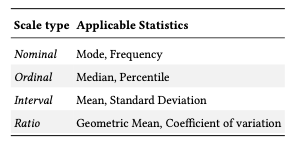 Scale type Applicable Statistics
Nominal Mode, Frequency
Ordinal Median, Percentile
Interval Mean, Standard Deviation
Ratio Geometric Mean, Coefficient of variation